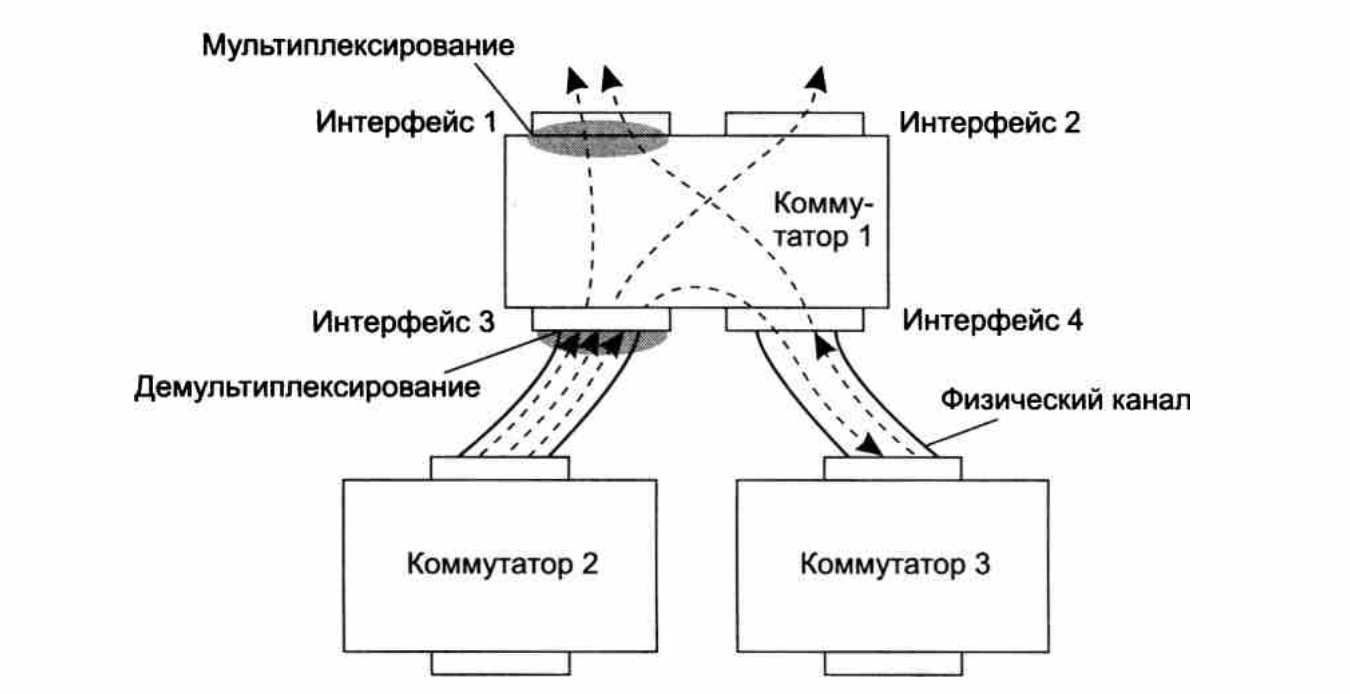 Мультиплексирование
Интерфейс 1
Интерфейс 2
Комму-
татор 1
Интерфейс 3
Интерфейс 4
Демультиплексирование
Физический канал
Коммутатор 2
Коммутатор 3